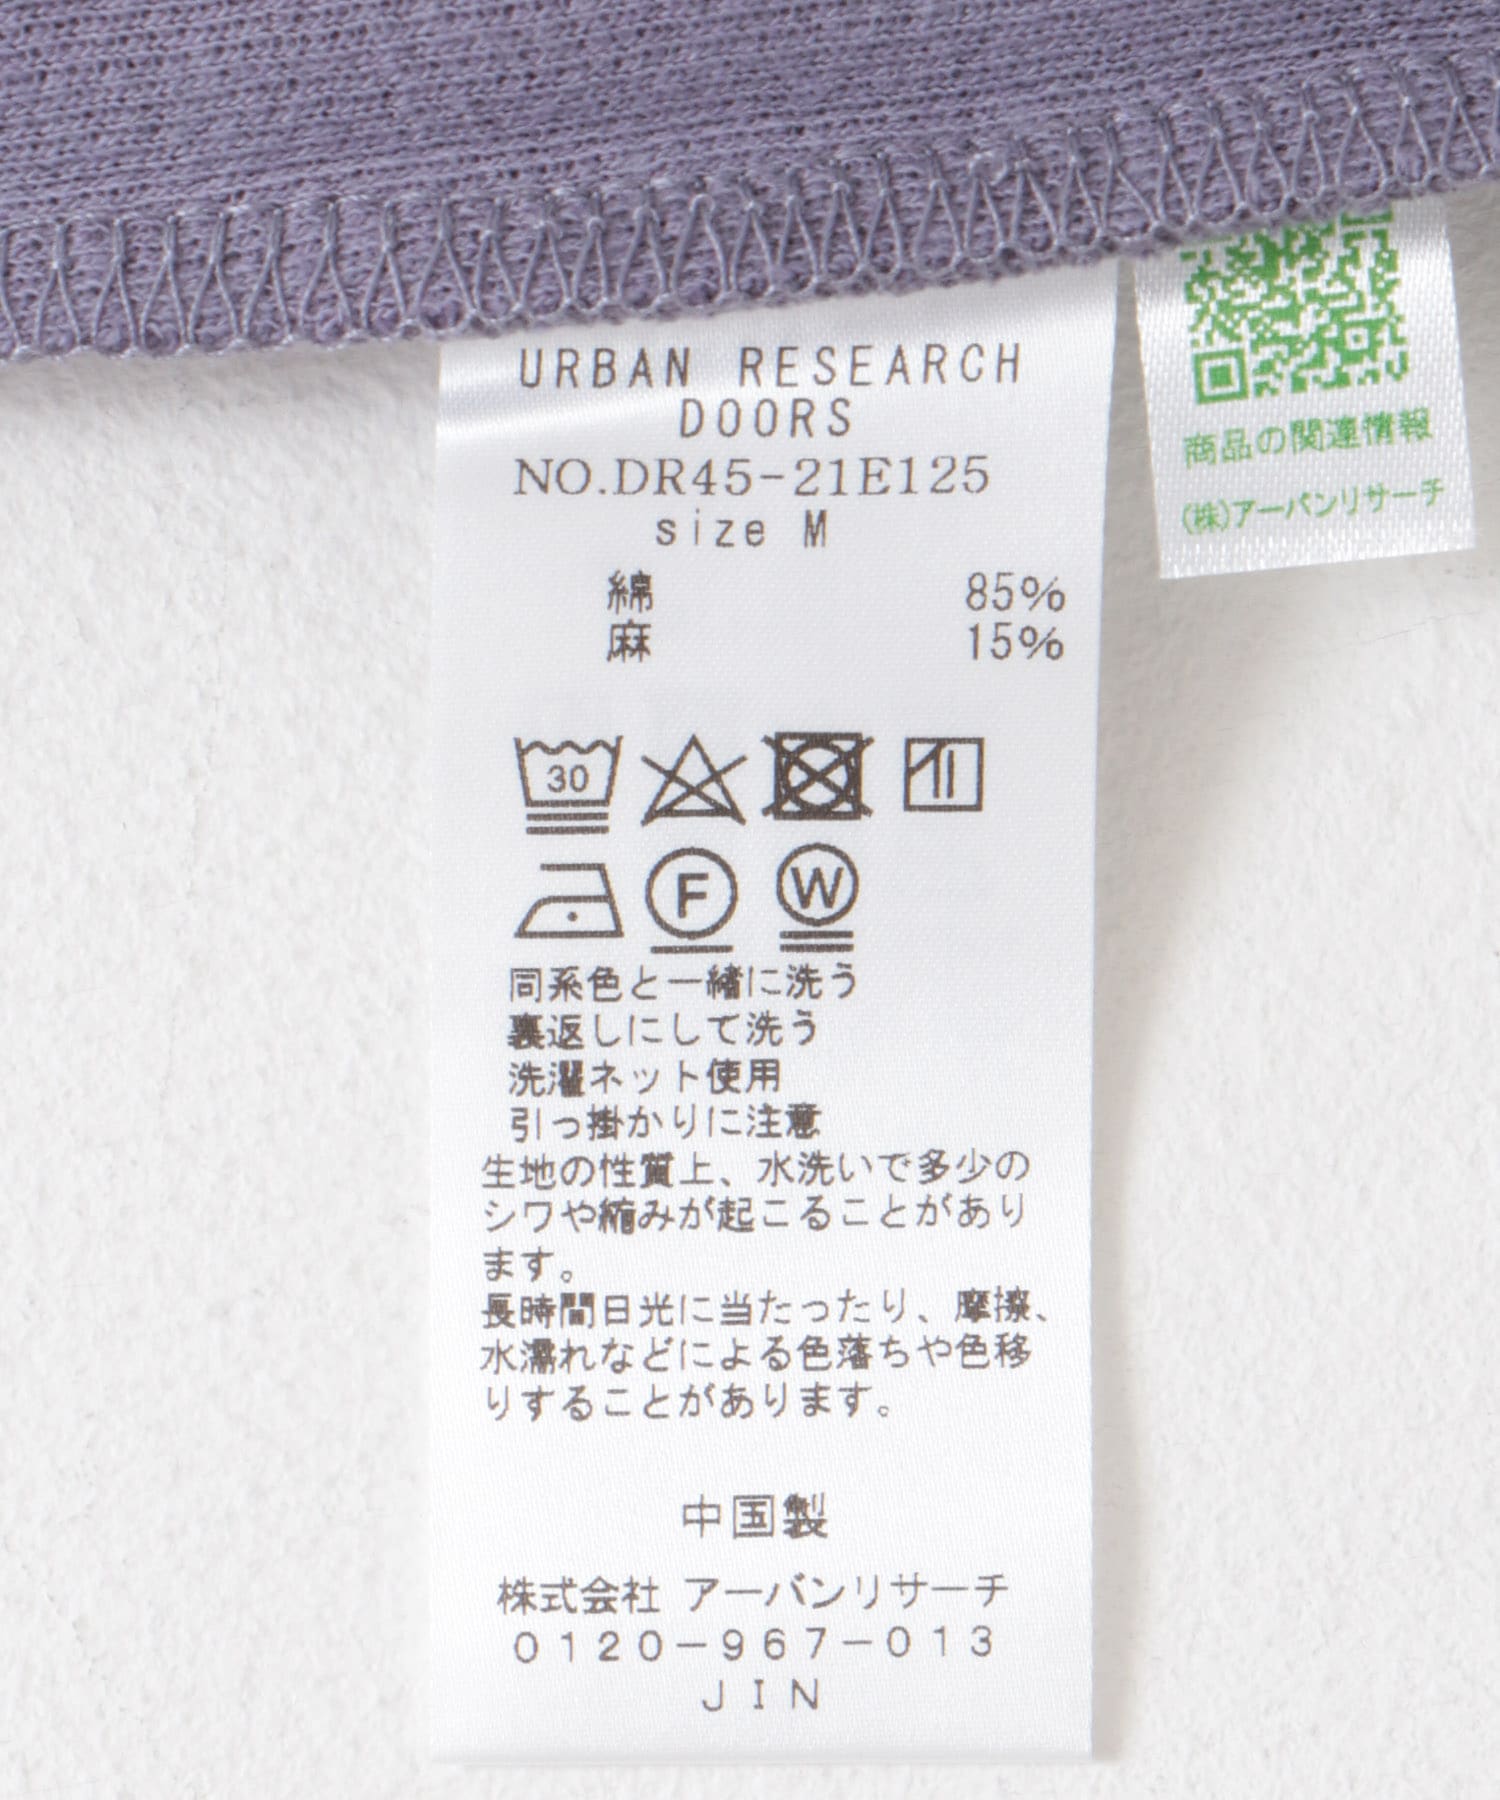 URBAN RESEARCH
DOORS
NO.DR45-21E125
size M
綿 85%
麻 15%
30
F W
同系色と一緒に洗う
裏返しにして洗う
洗濯ネット使用
引っ掛かりに注意
生地の性質上、水洗いで多少の
シワや縮みが起こることがあり
ます。
長時間日光に当たったり、摩擦、
水濡れなどによる色落ちや色移
りすることがあります。
中国製
株式会社 アーバンリサーチ
0120-967-013
JIN
商品の関連情報
(株)アーバンリサーチ